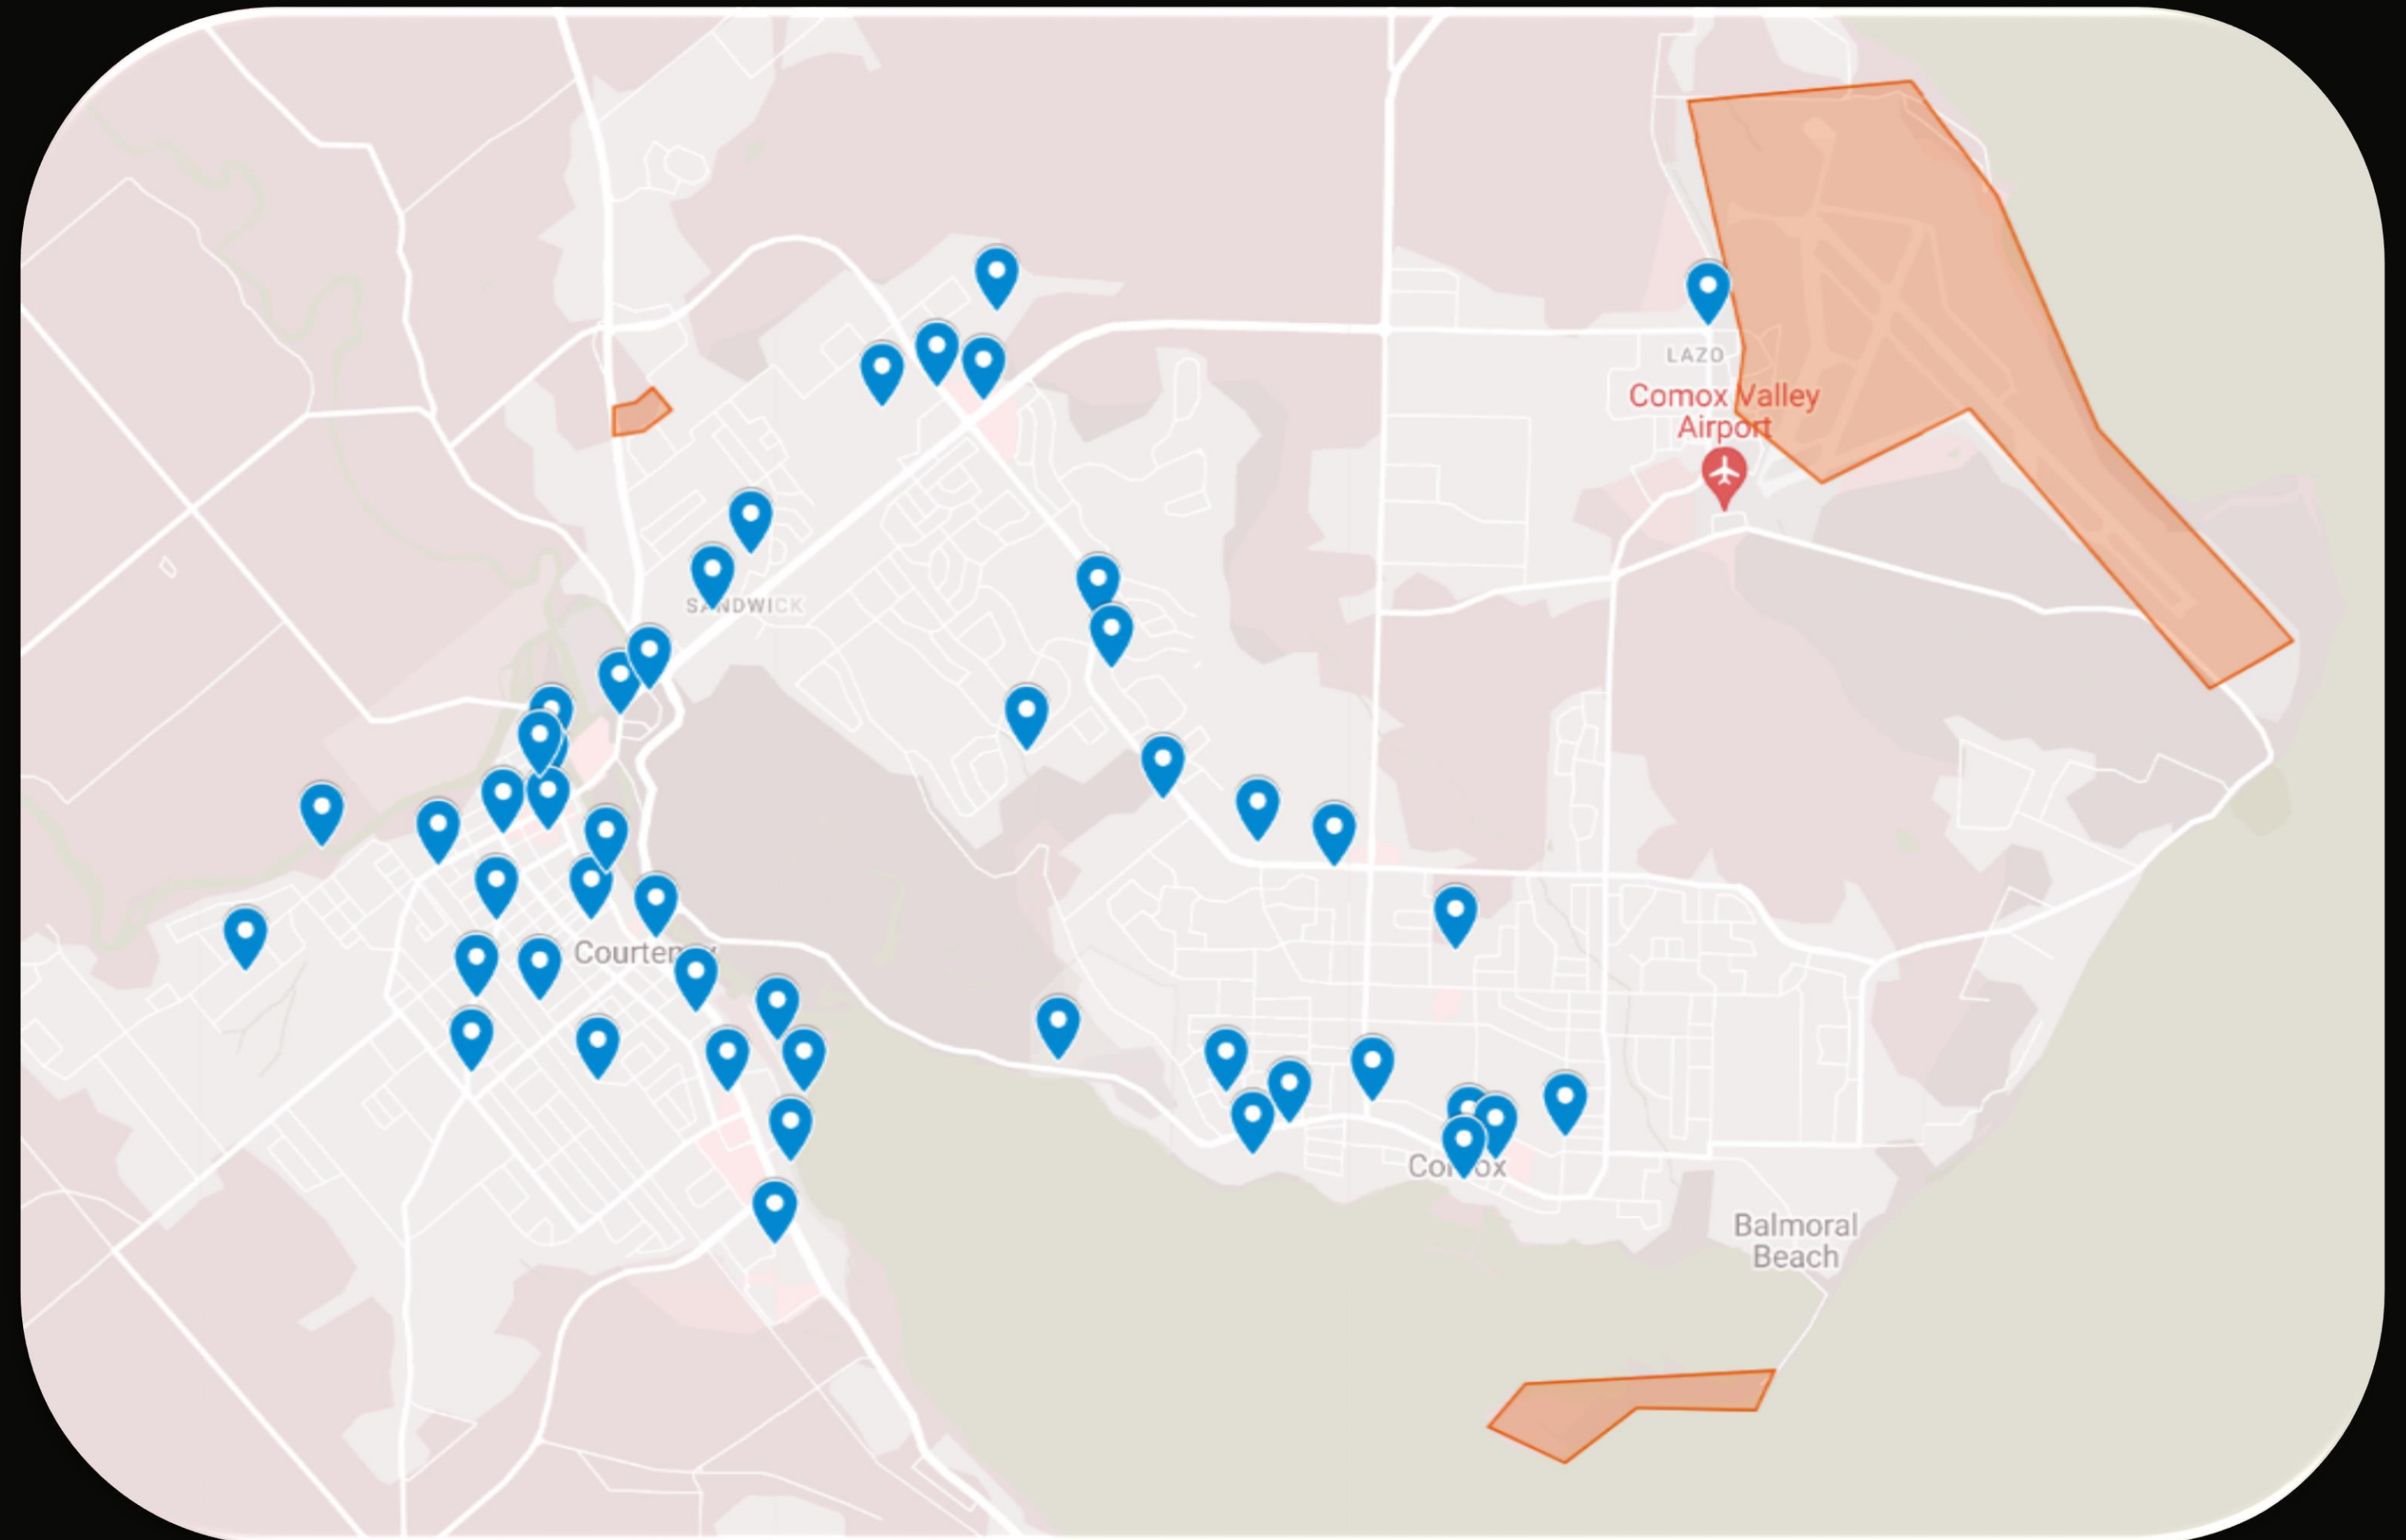 LAZO
Comox Valley
Airport
SANDWICK
Courtenay
Comox
Balmoral
Beach